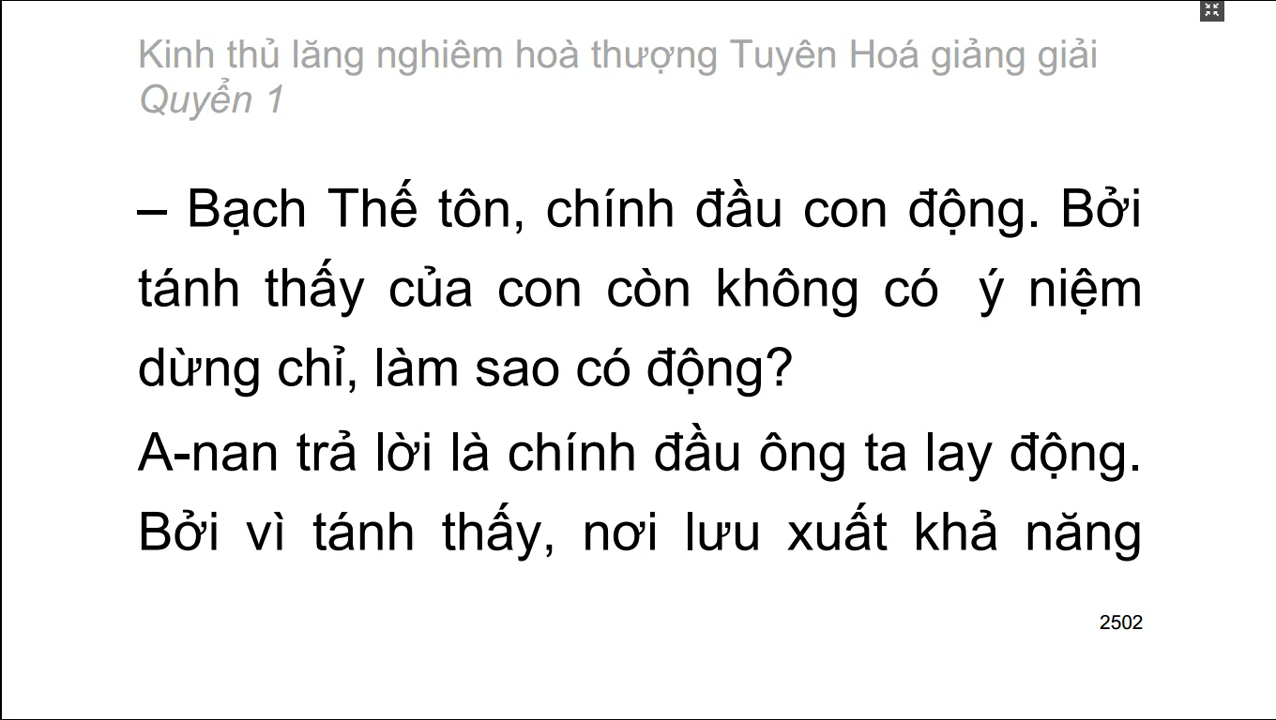 Kinh thủ lăng nghiêm hoà thượng Tuyên Hoá giảng giải
Quyển 1
– Bạch Thế tôn, chính đầu con động. Bởi
tánh thấy của con còn không có ý niệm
dừng chỉ, làm sao có động?
A-nan trả lời là chính đầu ông ta lay động.
Bởi vì tánh thấy, nơi lưu xuất khả năng
2502